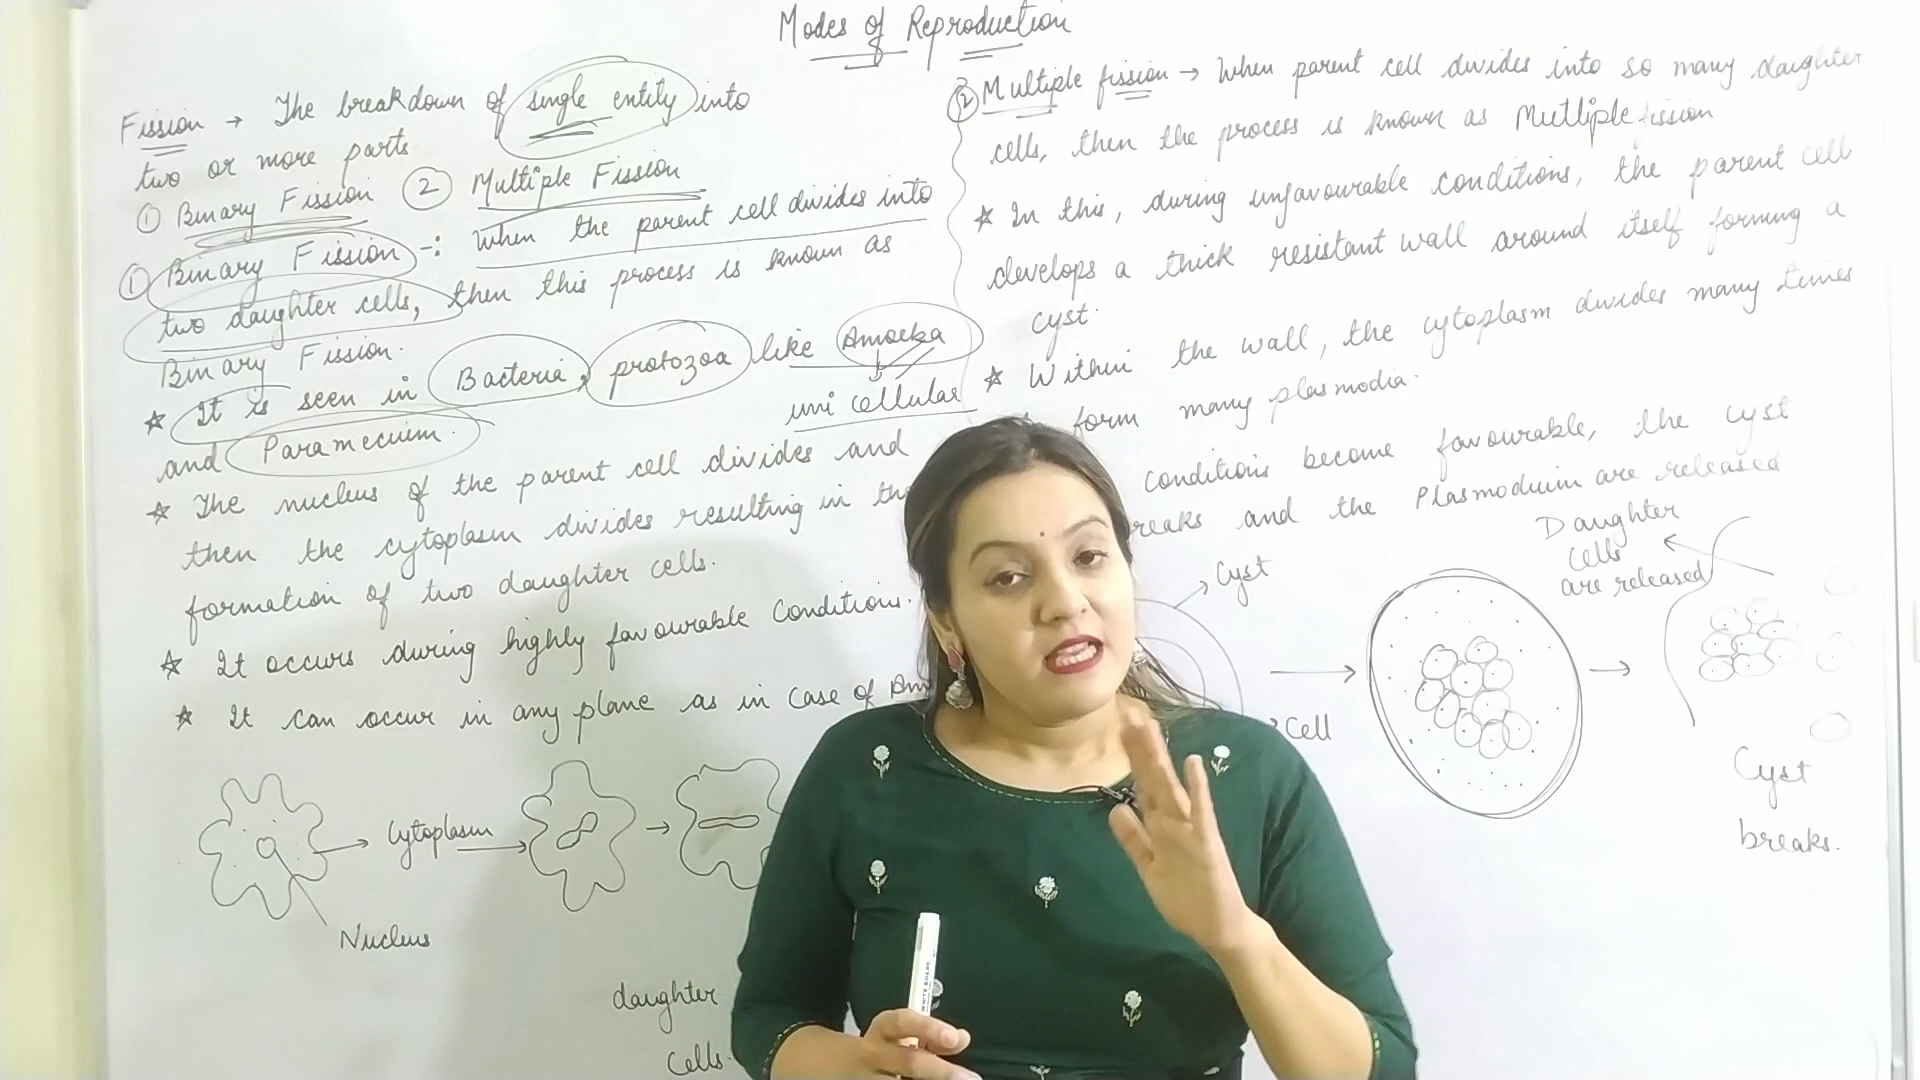 Modes of Reproduction
Fission → The breakdown of single entity into
two or more parts
① Binary Fission ② Multiple Fission
① Binary Fission -: When the parent cell divides into
two daughter cells, then this process is known as
Binary Fission.
☆ It is seen in Bacteria, protozoa like Amoeba
uni cellular
and Paramecium.
☆ The nucleus of the parent cell divides and
then the cytoplasm divides resulting in the
formation of two daughter cells.
☆ It occurs during highly favourable conditions.
☆ It can occur in any plane as in case of Am
Cytoplasm
Nucleus
daughter
cells.
② Multiple fission → When parent cell divides into so many daughter
cells, then the process is known as Mutliple fission
☆ In this, during unfavourable conditions, the parent cell
develops a thick resistant wall around itself forming a
cyst.
☆ Within the wall, the cytoplasm divides many times
form many plasmodia.
conditions become favourable, the cyst
breaks and the Plasmodium are released
Cyst
Cell
Daughter
cells
are released
Cyst
breaks.